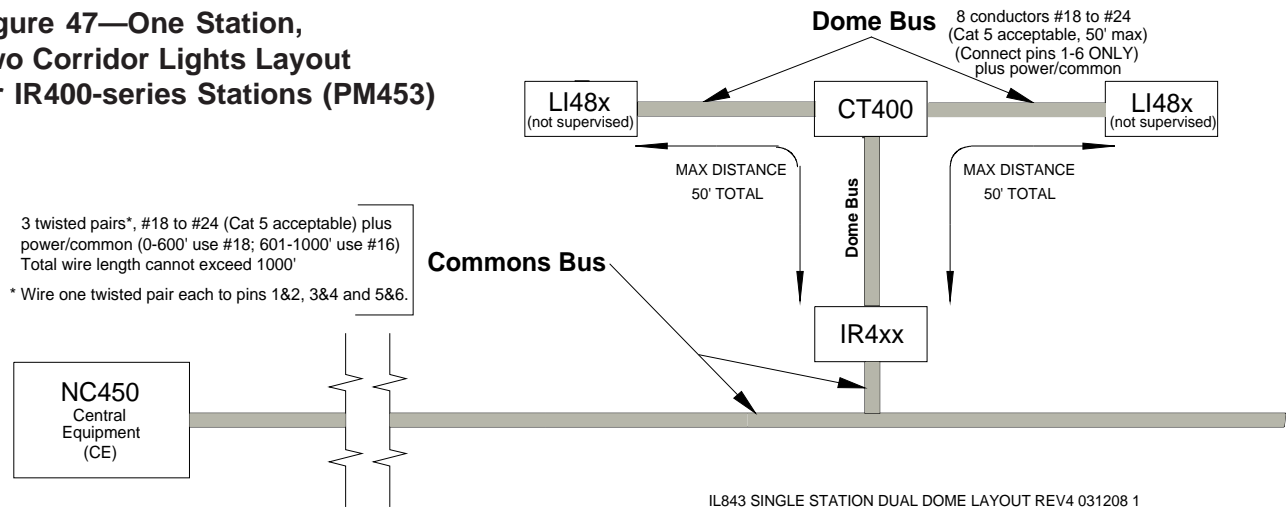 gure 47—One Station,
wo Corridor Lights Layout
r IR400-series Stations (PM453)
Dome Bus
8 conductors #18 to #24
(Cat 5 acceptable, 50' max)
(Connect pins 1-6 ONLY)
plus power/common
LI48x
(not supervised)
CT400
LI48x
(not supervised)
MAX DISTANCE
50' TOTAL
Dome Bus
MAX DISTANCE
50' TOTAL
3 twisted pairs*, #18 to #24 (Cat 5 acceptable) plus
power/common (0-600' use #18; 601-1000' use #16)
Total wire length cannot exceed 1000'
* Wire one twisted pair each to pins 1&2, 3&4 and 5&6.
Commons Bus
IR4xx
NC450
Central
Equipment
(CE)
IL843 SINGLE STATION DUAL DOME LAYOUT REV4 031208 1